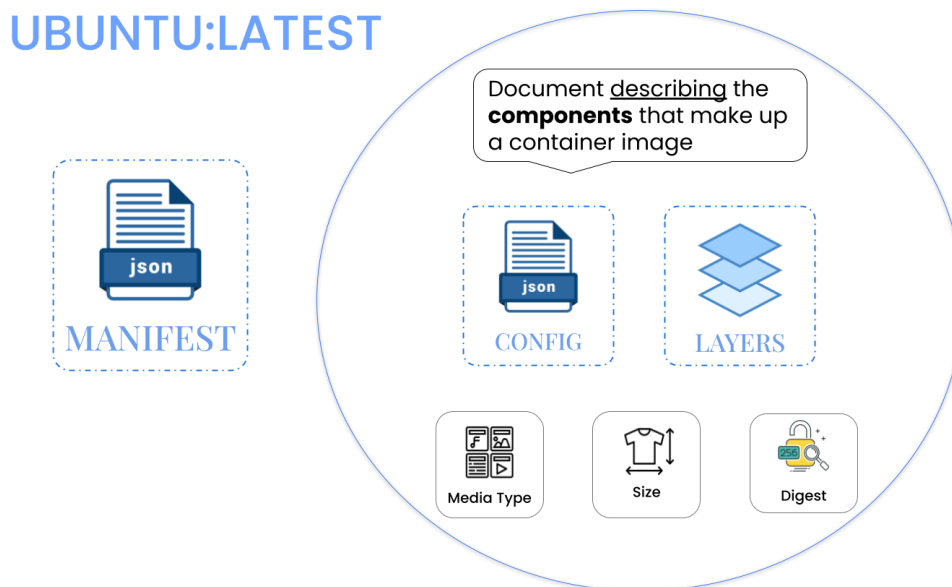 UBUNTU:LATEST
Document describing the
components that make up
a container image
json
MANIFEST
json
CONFIG
LAYERS
Media Type
Size
256
Digest